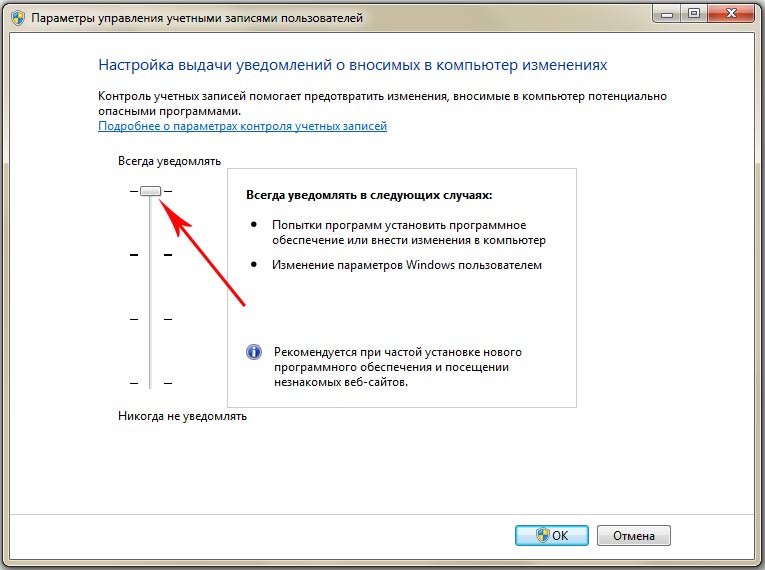 Параметры управления учетными записями пользователей
Настройка выдачи уведомлений о вносимых в компьютер изменениях
Контроль учетных записей помогает предотвратить изменения, вносимые в компьютер потенциально
опасными программами.
Подробнее о параметрах контроля учетных записей
Всегда уведомлять
Всегда уведомлять в следующих случаях:
• Попытки программ установить программное
обеспечение или внести изменения в компьютер
• Изменение параметров Windows пользователем
Рекомендуется при частой установке нового
программного обеспечения и посещении
незнакомых веб-сайтов.
Никогда не уведомлять
OK
Отмена